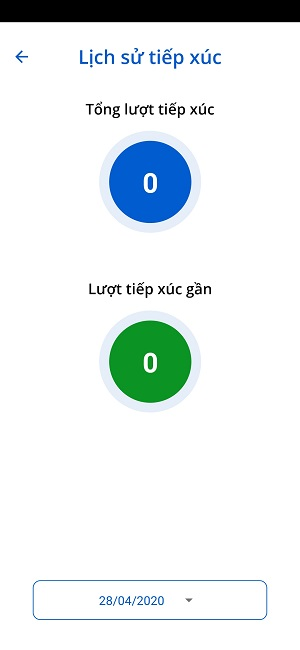 Lịch sử tiếp xúc
Tổng lượt tiếp xúc
0
Lượt tiếp xúc gần
0
28/04/2020